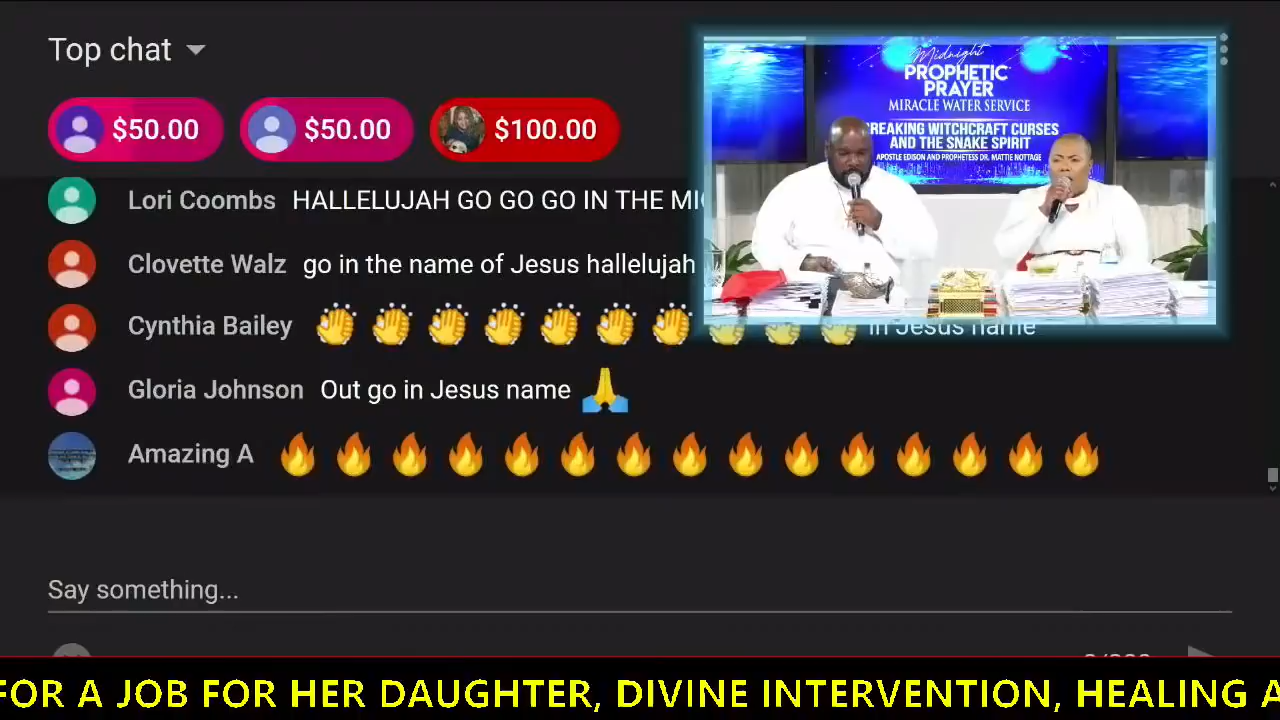 Top chat
$50.00
$50.00
$100.00
Midnight
PROPHETIC
PRAYER
MIRACLE WATER SERVICE
BREAKING WITCHCRAFT CURSES
AND THE SNAKE SPIRIT
APOSTLE EDISON AND PROPHETESS DR. MATTIE NOTTAGE
Lori Coombs HALLELUJAH GO GO GO IN THE
Clovette Walz go in the name of Jesus hallelujah
Cynthia Bailey 👏👏👏👏👏👏👏👏👏👏 in Jesus name
Gloria Johnson Out go in Jesus name 🙏
Amazing A 🔥🔥🔥🔥🔥🔥🔥🔥🔥🔥🔥🔥🔥🔥🔥
Say something...
FOR A JOB FOR HER DAUGHTER, DIVINE INTERVENTION, HEALING A